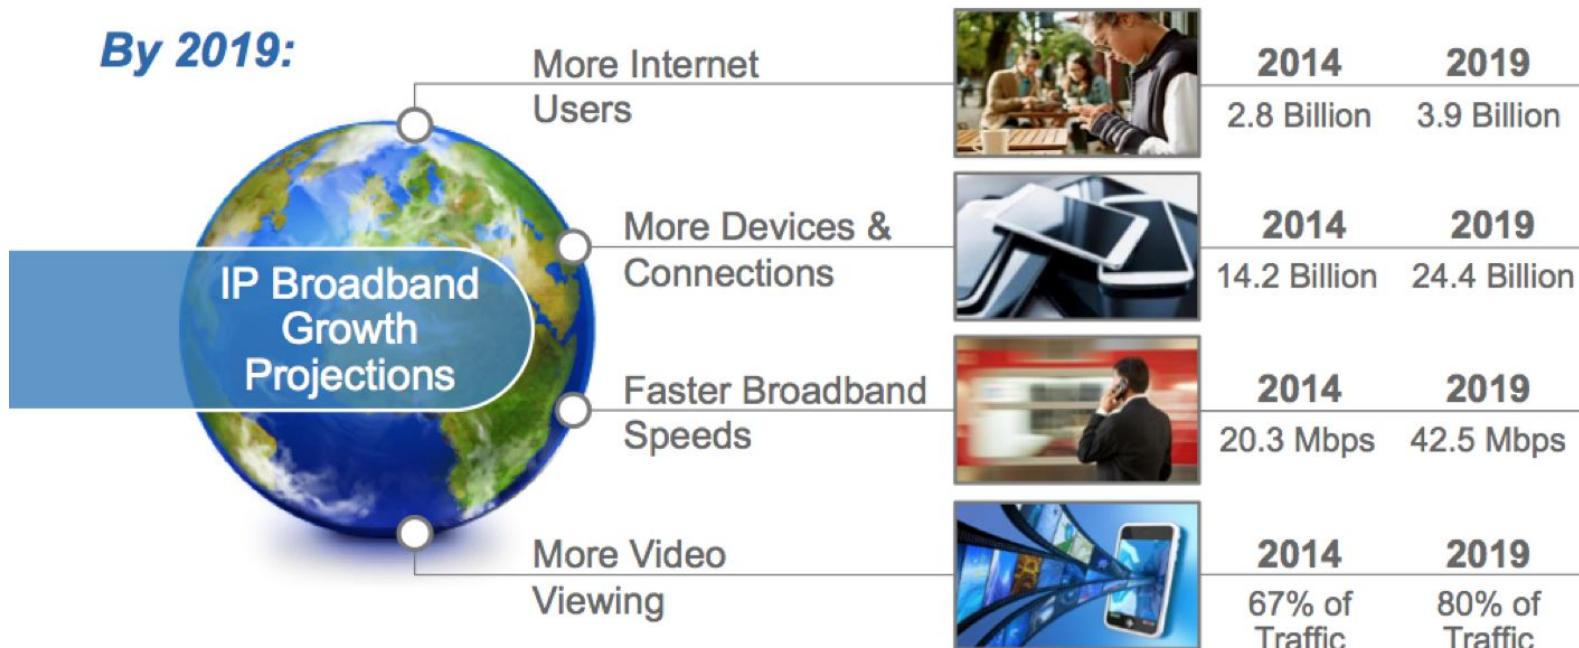 By 2019:
IP Broadband
Growth
Projections
More Internet
Users
2014 2019
2.8 Billion 3.9 Billion
More Devices &
Connections
2014 2019
14.2 Billion 24.4 Billion
Faster Broadband
Speeds
2014 2019
20.3 Mbps 42.5 Mbps
More Video
Viewing
2014 2019
67% of 80% of
Traffic Traffic